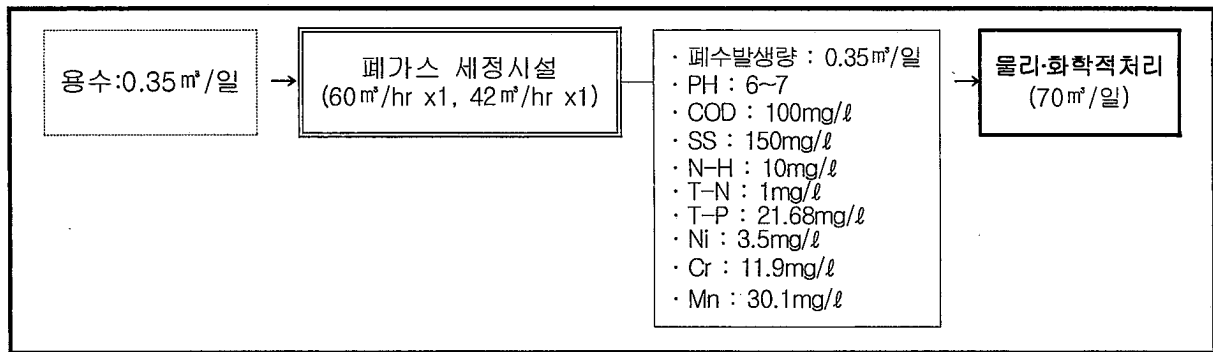 용수:0.35㎥/일
→
폐가스 세정시설
(60㎥/hr x1, 42㎥/hr x1)
· 폐수발생량 : 0.35㎥/일
· PH : 6~7
· COD : 100mg/ℓ
· SS : 150mg/ℓ
· N-H : 10mg/ℓ
· T-N : 1mg/ℓ
· T-P : 21.68mg/ℓ
· Ni : 3.5mg/ℓ
· Cr : 11.9mg/ℓ
· Mn : 30.1mg/ℓ
→
물리·화학적처리
(70㎥/일)